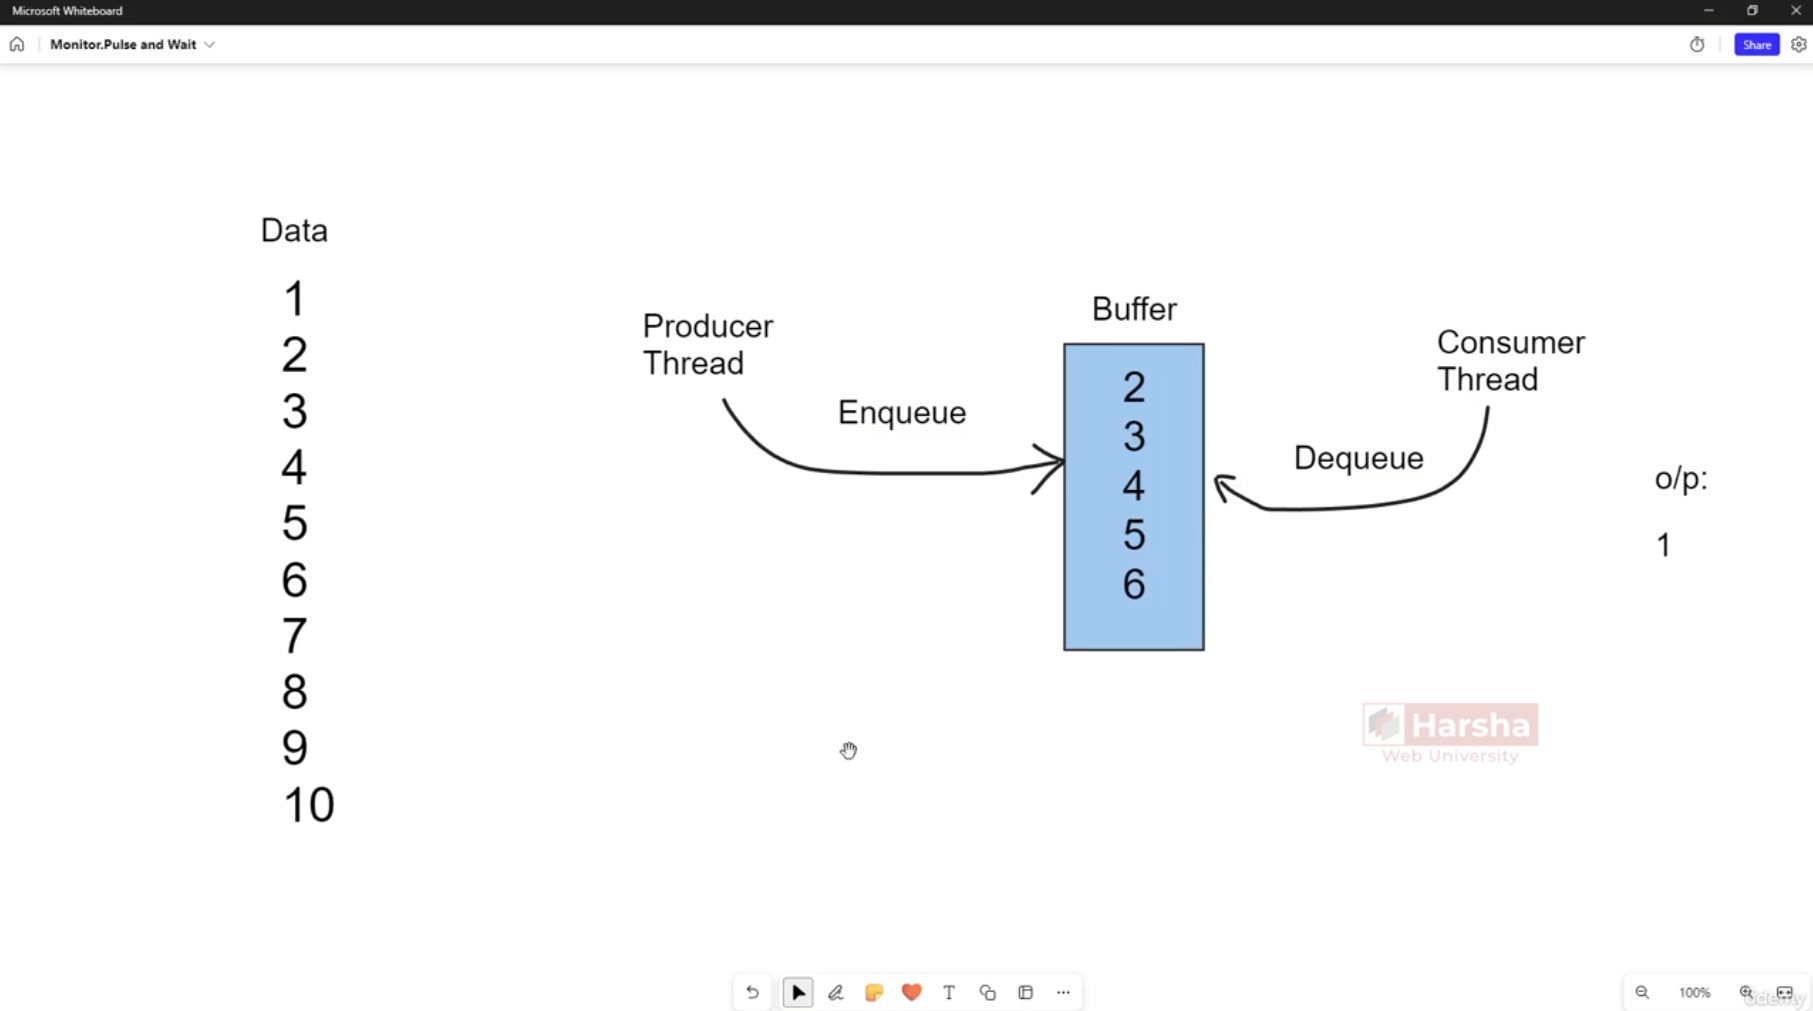 Microsoft Whiteboard
Monitor.Pulse and Wait
Share
Data
1
2
3
4
5
6
7
8
9
10
Producer
Thread
Enqueue
Buffer
2
3
4
5
6
Consumer
Thread
Dequeue
o/p:
1
Harsha
Web University
T
100%
Udemy